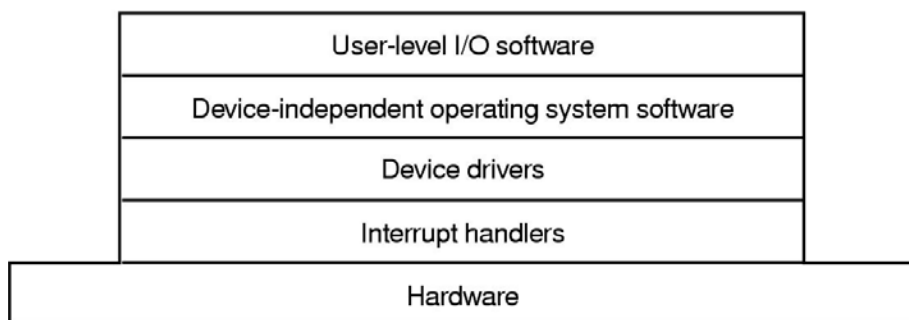 User-level I/O software
Device-independent operating system software
Device drivers
Interrupt handlers
Hardware